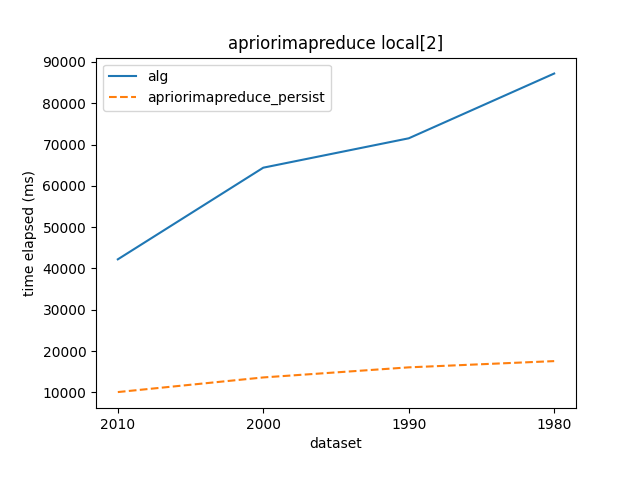 apriorimapreduce local[2]
alg
apriorimapreduce_persist
time elapsed (ms)
90000
80000
70000
60000
50000
40000
30000
20000
10000
2010 2000 1990 1980
dataset